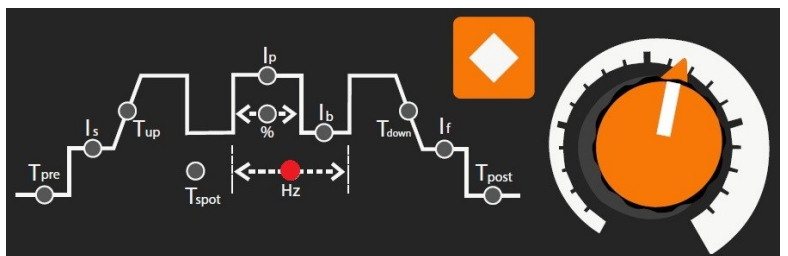 Tpre
Is
Tup
Tspot
Ip
%
Ib
Hz
Tdown
If
Tpost